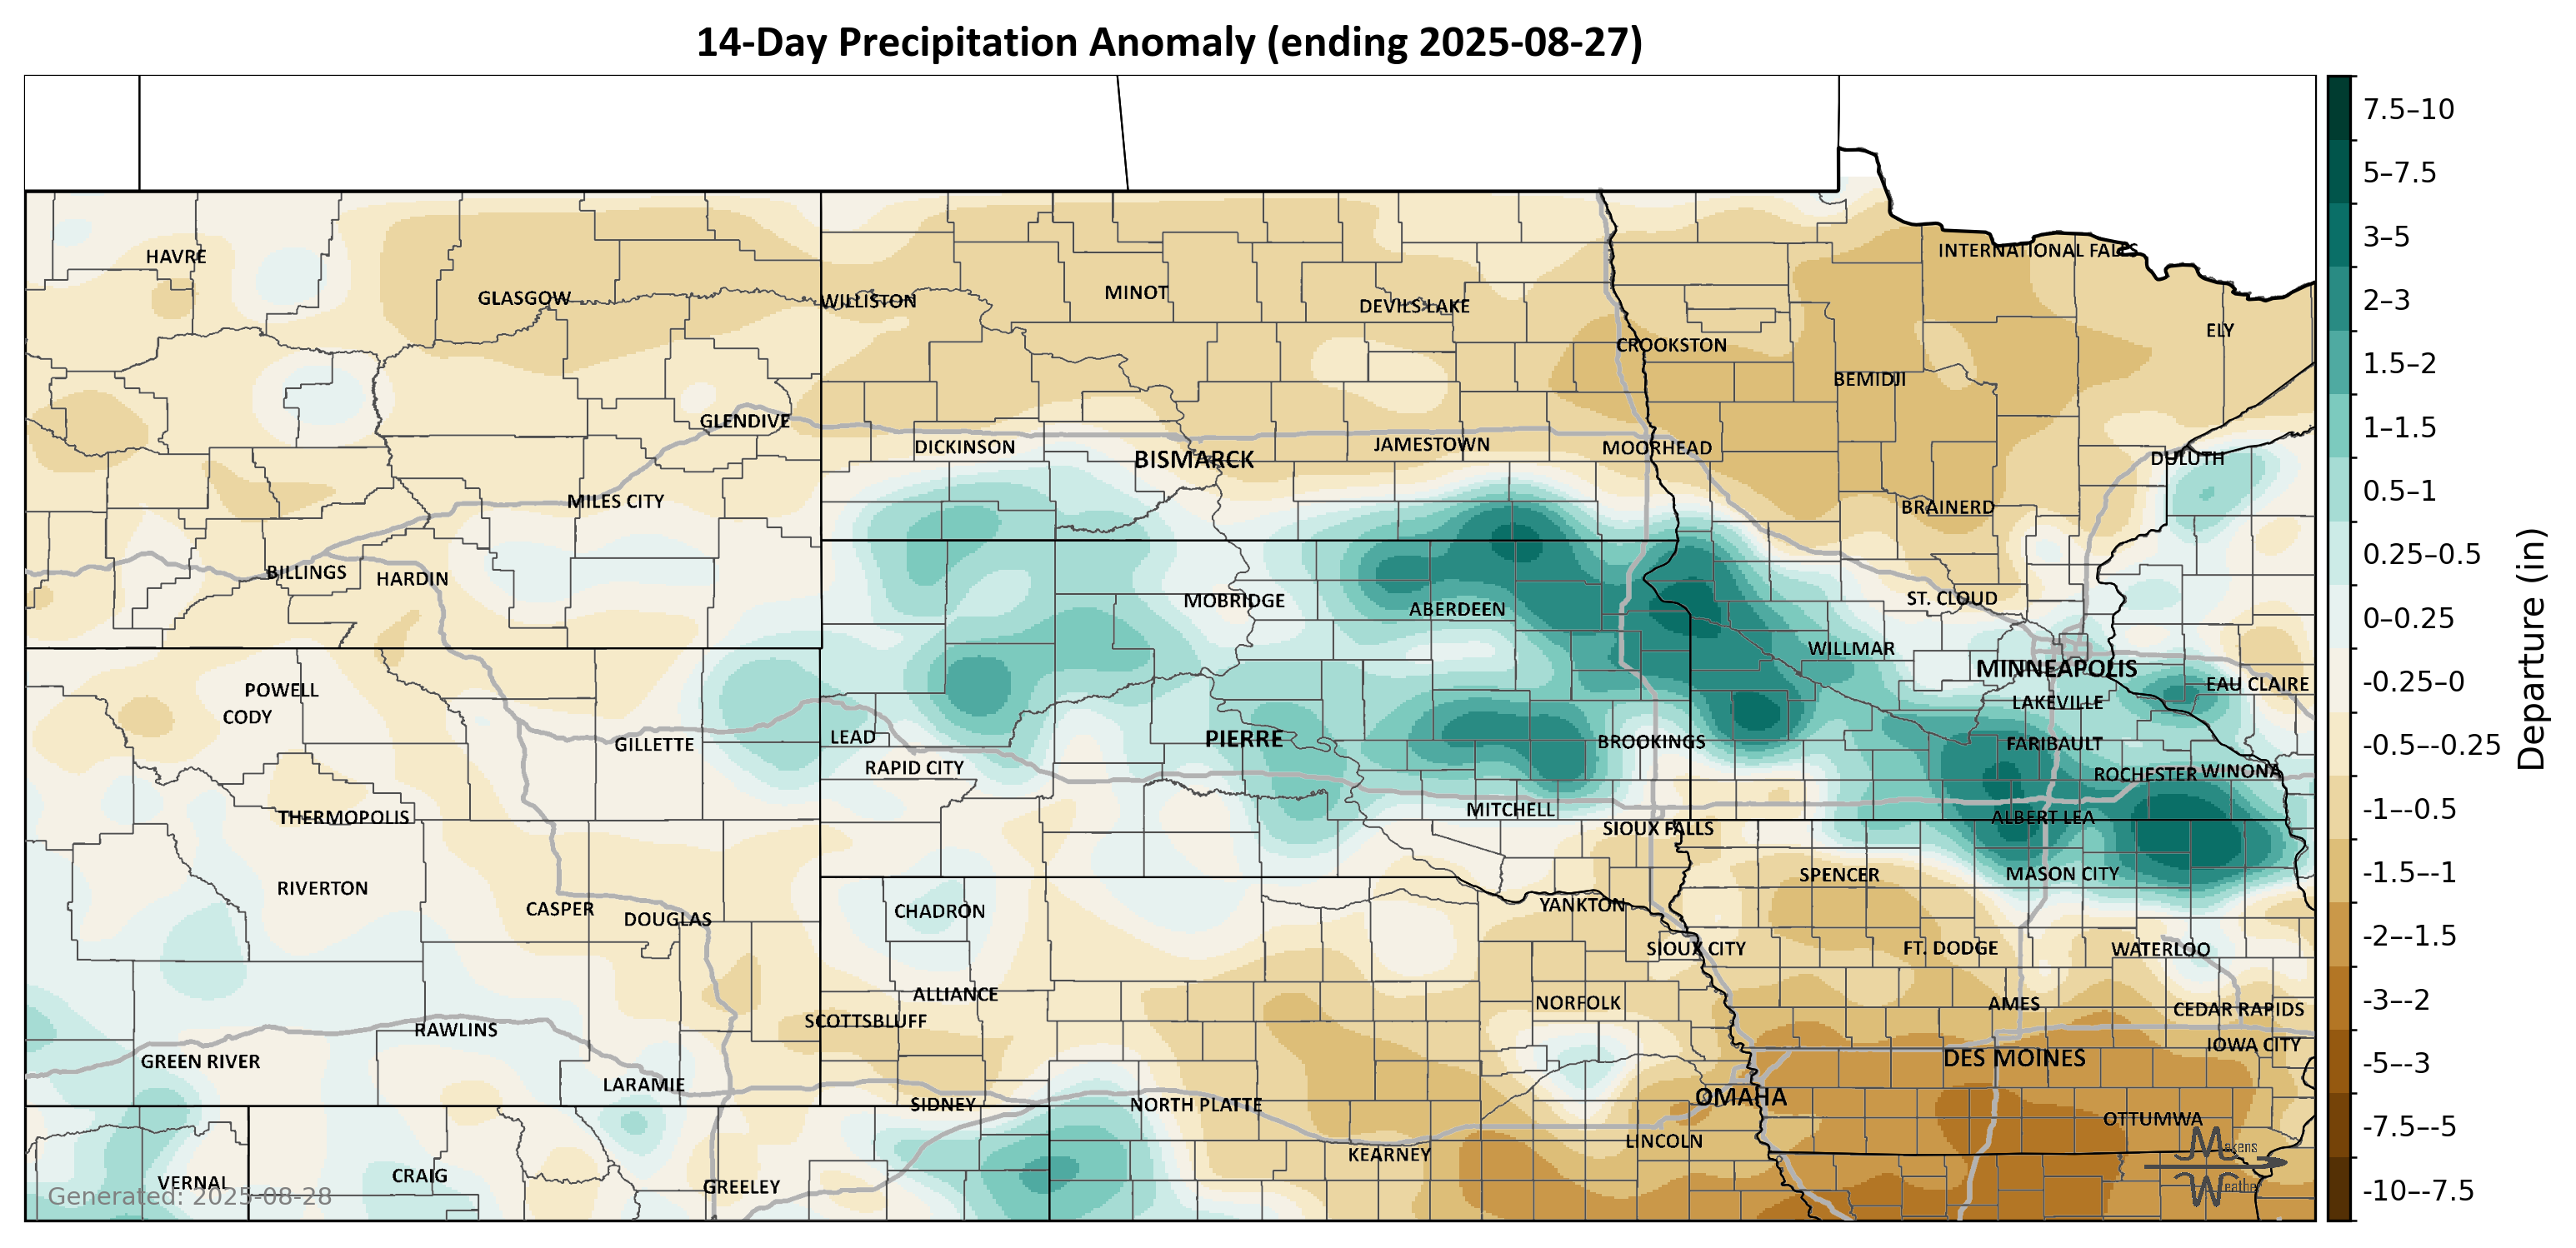 14-Day Precipitation Anomaly (ending 2025-08-27)
7.5–10
5–7.5
3–5
2–3
1.5–2
1–1.5
0.5–1
0.25–0.5
0–0.25
-0.25–0
-0.5–-0.25
-1–-0.5
-1.5–-1
-2–-1.5
-3–-2
-5–-3
-7.5–-5
-10–-7.5
Departure (in)
HAVRE
INTERNATIONAL FALLS
GLASGOW
WILLISTON
MINOT
DEVILS LAKE
ELY
CROOKSTON
BEMIDJI
GLENDIVE
DICKINSON
BISMARCK
JAMESTOWN
MOORHEAD
DULUTH
MILES CITY
BRAINERD
BILLINGS
HARDIN
MOBRIDGE
ABERDEEN
ST. CLOUD
WILLMAR
MINNEAPOLIS
POWELL
EAU CLAIRE
CODY
LAKEVILLE
GILLETTE
LEAD
PIERRE
BROOKINGS
FARIBAULT
RAPID CITY
ROCHESTER
WINONA
THERMOPOLIS
MITCHELL
ALBERT LEA
SIOUX FALLS
RIVERTON
SPENCER
MASON CITY
CASPER
DOUGLAS
CHADRON
YANKTON
SIOUX CITY
FT. DODGE
WATERLOO
ALLIANCE
NORFOLK
AMES
CEDAR RAPIDS
SCOTTSBLUFF
RAWLINS
IOWA CITY
GREEN RIVER
DES MOINES
LARAMIE
OMAHA
SIDNEY
NORTH PLATTE
OTTUMWA
LINCOLN
KEARNEY
VERNAL
CRAIG
GREELEY
Makens
Weather
Generated: 2025-08-28